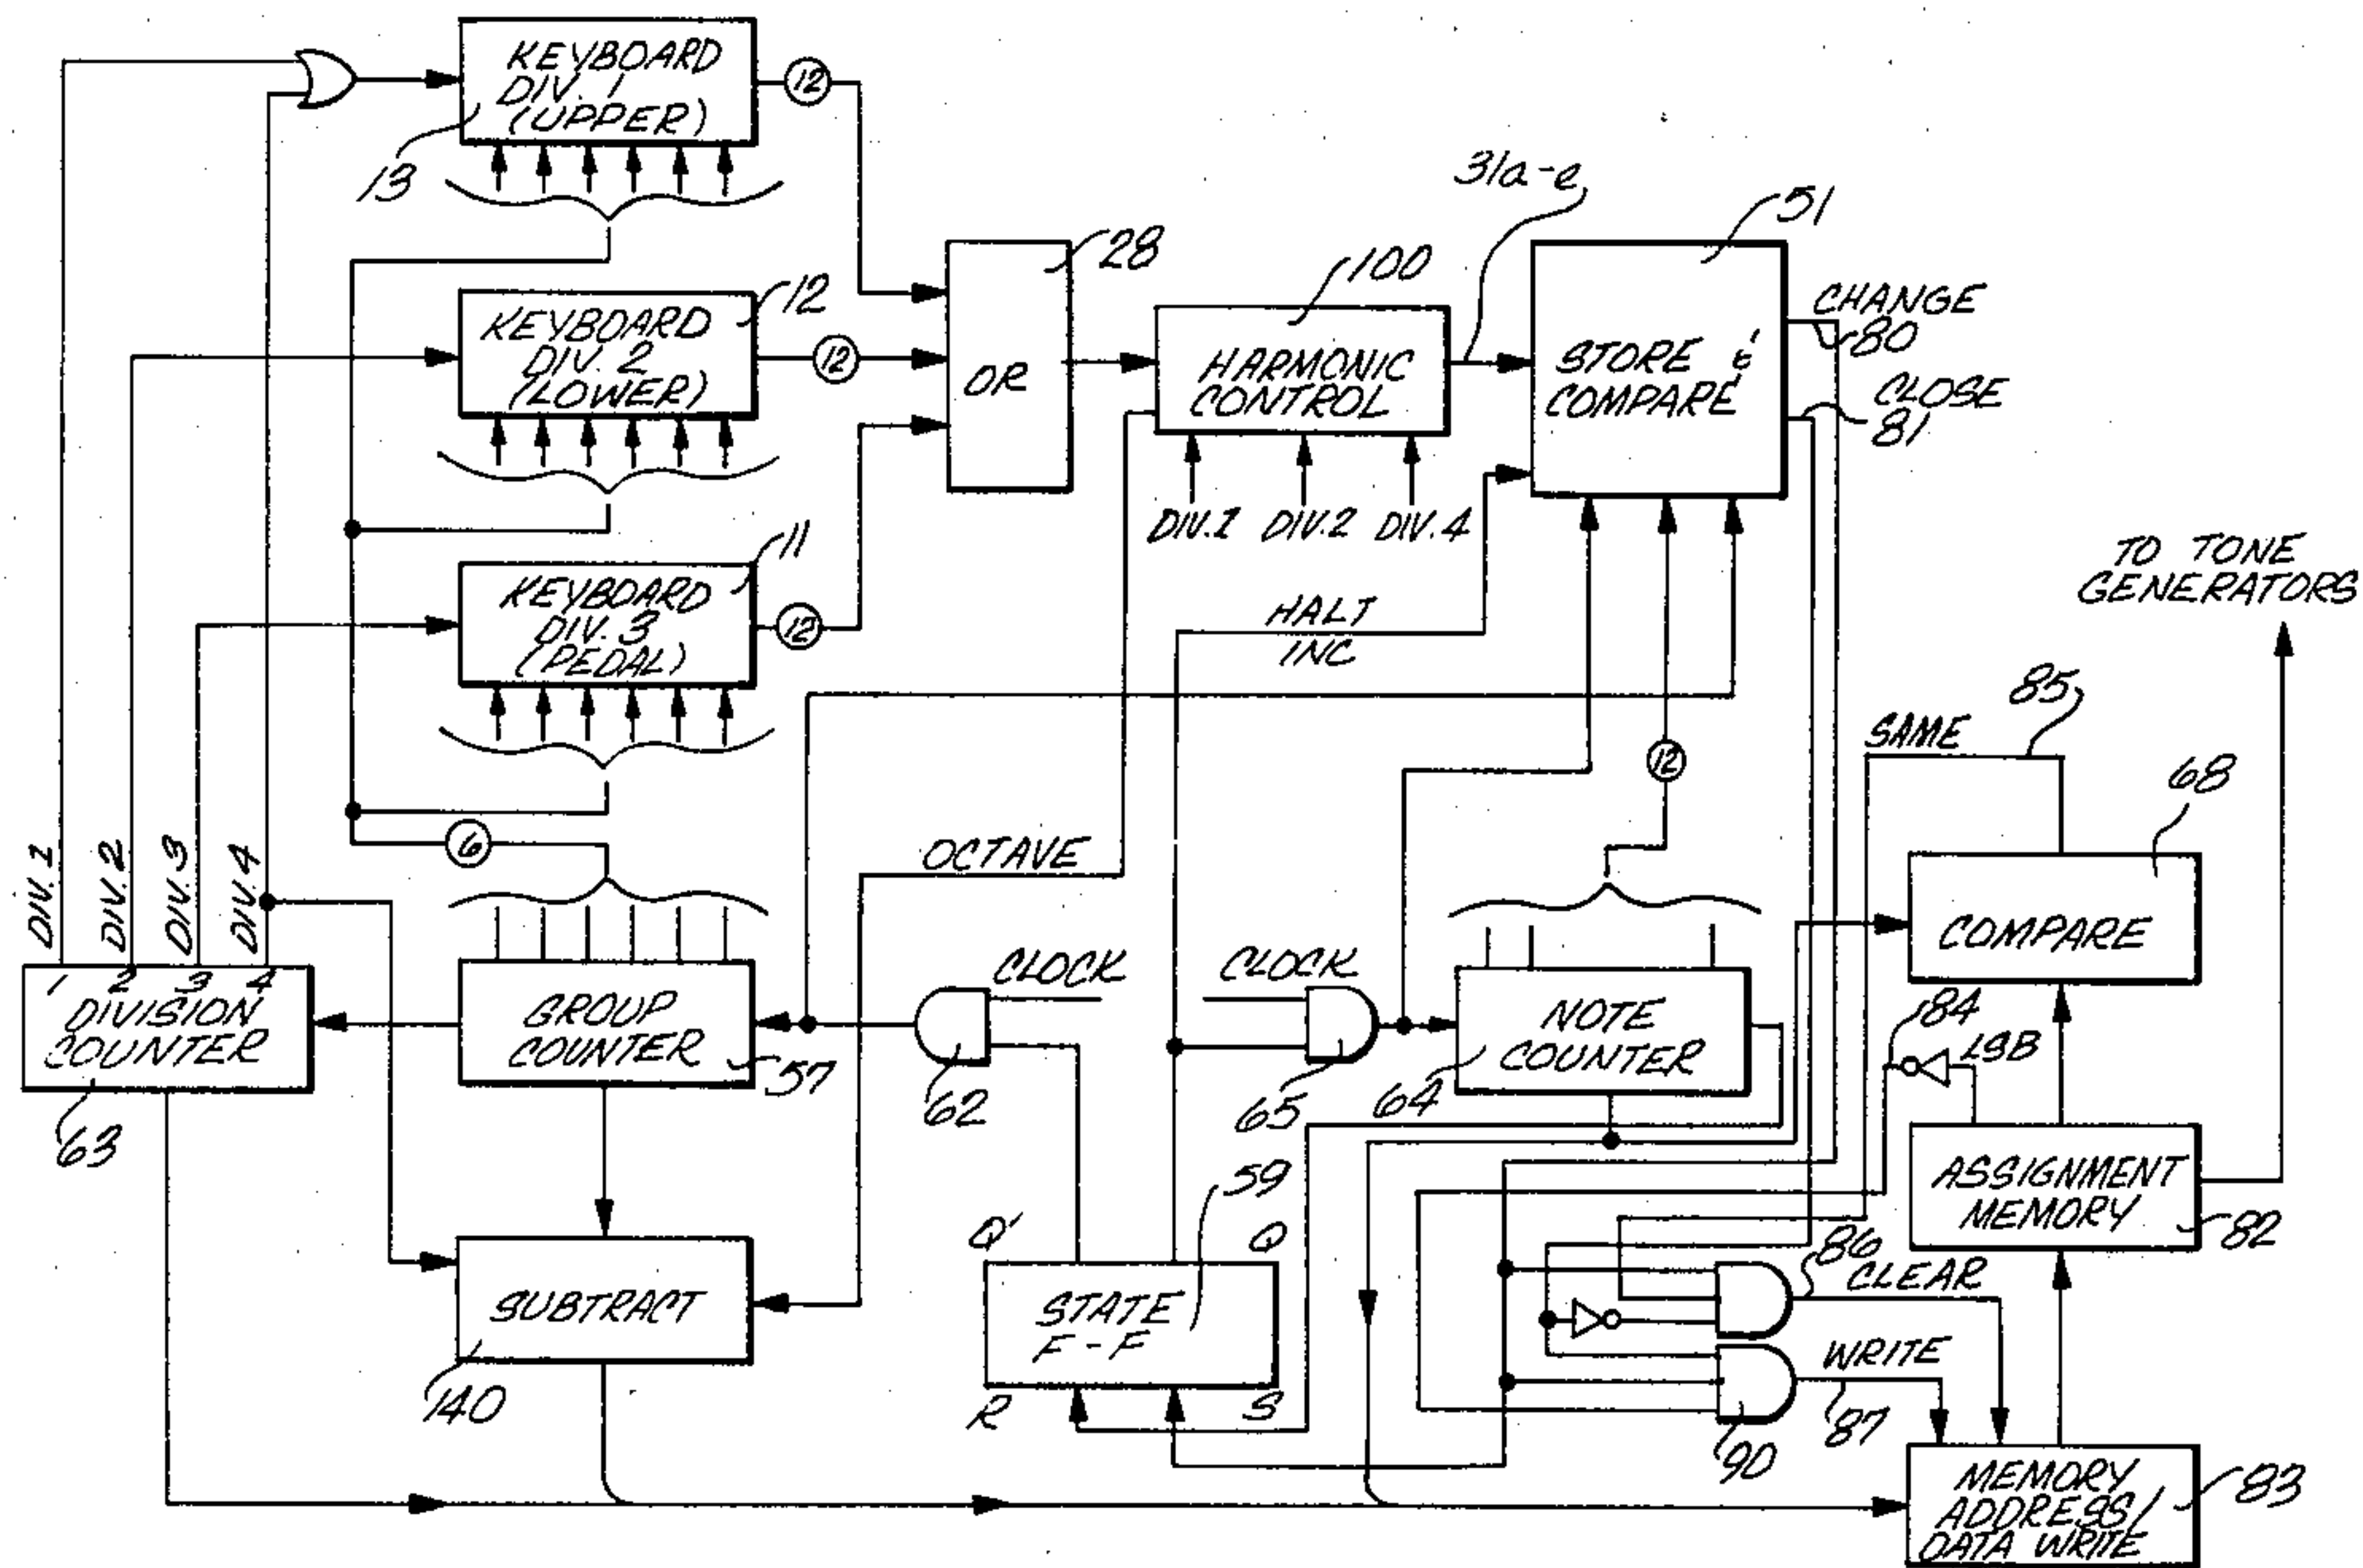 KEYBOARD
DIV. 1
(UPPER)
13
12
KEYBOARD
DIV. 2
(LOWER)
12
12
KEYBOARD
DIV. 3
(PEDAL)
11
12
6
28
OR
100
HARMONIC
CONTROL
DIV.1 DIV.2 DIV.4
31a-e
51
STORE &
COMPARE
CHANGE
80
CLOSE
81
HALT
INC
OCTAVE
12
TO TONE
GENERATORS
85
SAME
68
COMPARE
DIV. 1
DIV. 2
DIV. 3
DIV. 4
1 2 3 4
DIVISION
COUNTER
63
GROUP
COUNTER
57
CLOCK
62
CLOCK
65
NOTE
COUNTER
64
84
LSB
ASSIGNMENT
MEMORY
82
SUBTRACT
140
Q'
Q
59
STATE
F-F
R
S
86
CLEAR
WRITE
87
90
MEMORY
ADDRESS/
DATA WRITE
83